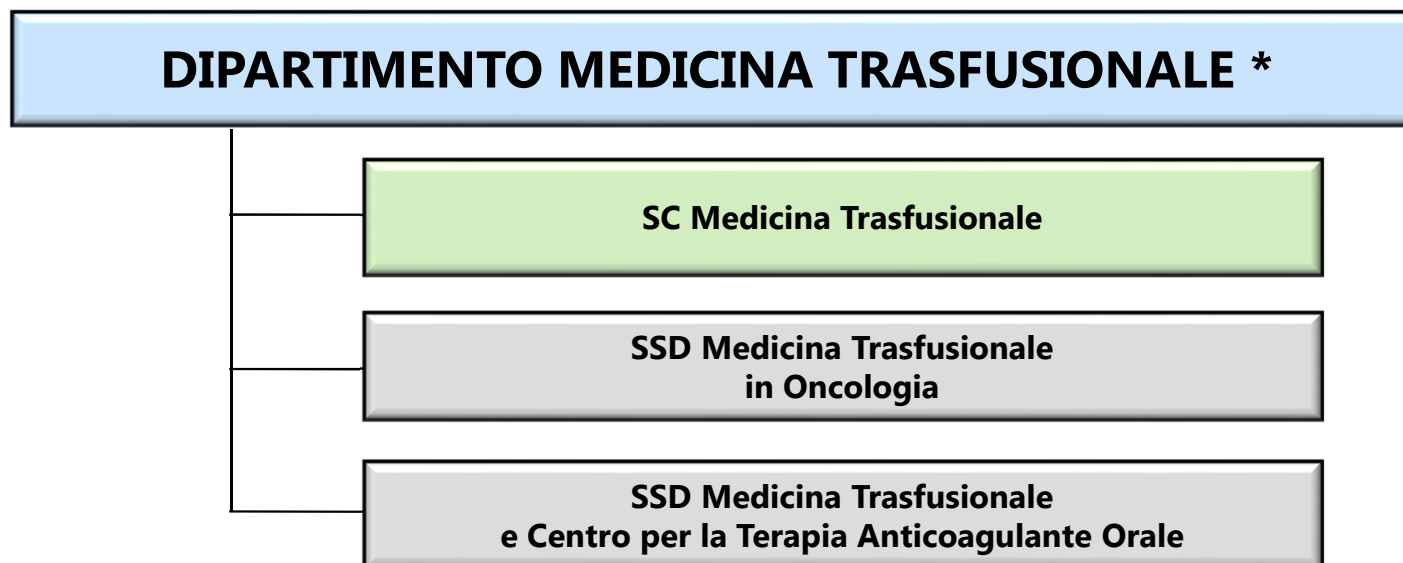 DIPARTIMENTO MEDICINA TRASFUSIONALE *
SC Medicina Trasfusionale
SSD Medicina Trasfusionale
in Oncologia
SSD Medicina Trasfusionale
e Centro per la Terapia Anticoagulante Orale